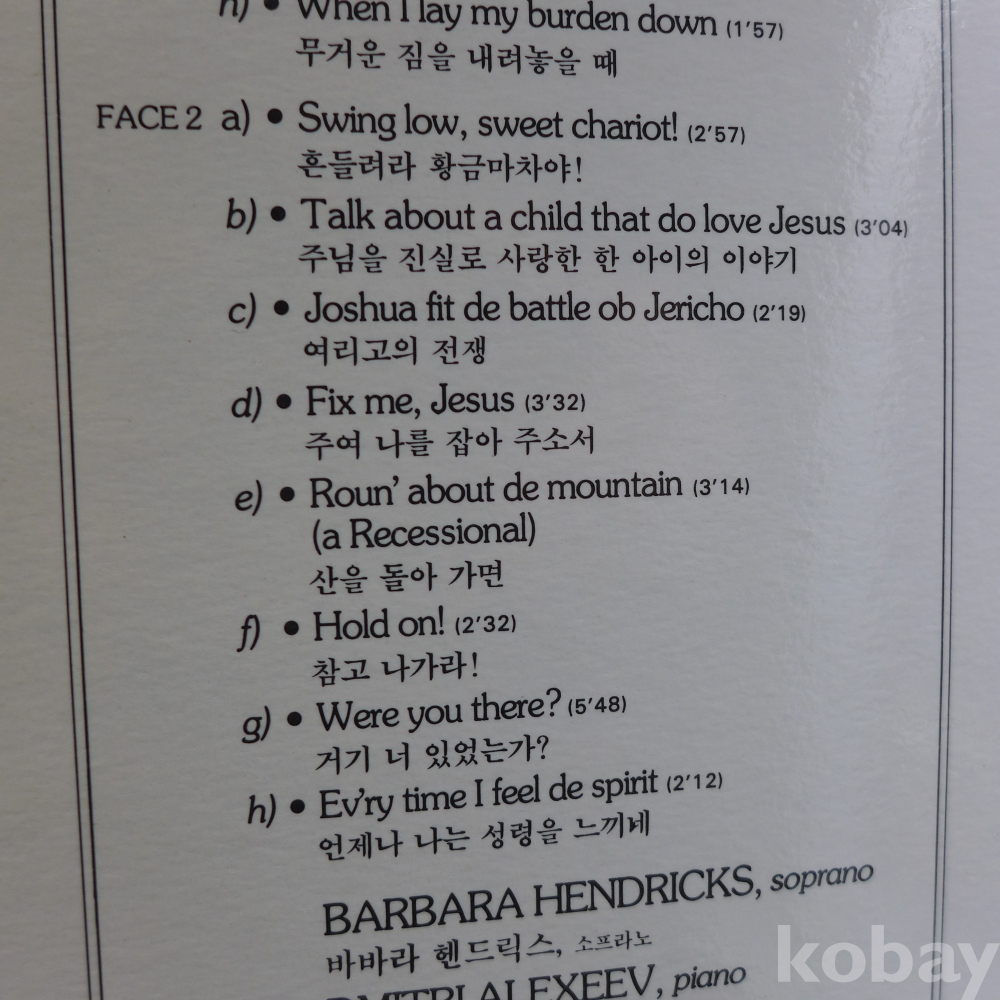 h) • When I lay my burden down (1'57)
무거운 짐을 내려놓을 때
FACE 2 a) • Swing low, sweet chariot! (2'57)
흔들려라 황금마차야!
b) • Talk about a child that do love Jesus (3'04)
주님을 진실로 사랑한 한 아이의 이야기
c) • Joshua fit de battle ob Jericho (2'19)
여리고의 전쟁
d) • Fix me, Jesus (3'32)
주여 나를 잡아 주소서
e) • Roun' about de mountain (3'14)
(a Recessional)
산을 돌아 가면
f) • Hold on! (2'32)
참고 나가라!
g) • Were you there? (5'48)
거기 너 있었는가?
h) • Ev'ry time I feel de spirit (2'12)
언제나 나는 성령을 느끼네
BARBARA HENDRICKS, soprano
바바라 헨드릭스, 소프라노
DMITRI ALEXEEV, piano
kobay